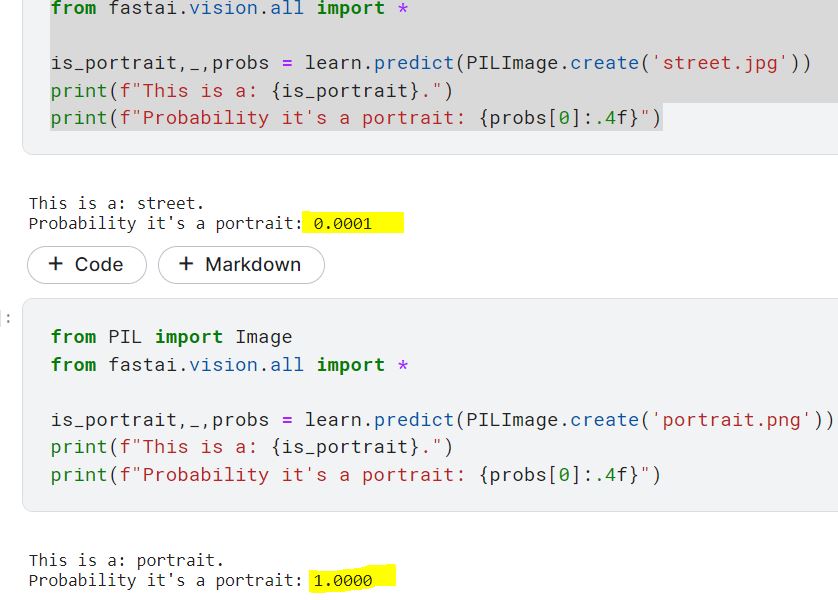 from fastai.vision.all import *
is_portrait,_,probs = learn.predict(PILImage.create('street.jpg'))
print(f"This is a: {is_portrait}.")
print(f"Probability it's a portrait: {probs[0]:.4f}")
This is a: street.
Probability it's a portrait: 0.0001
+ Code + Markdown
]:
from PIL import Image
from fastai.vision.all import *
is_portrait,_,probs = learn.predict(PILImage.create('portrait.png'))
print(f"This is a: {is_portrait}.")
print(f"Probability it's a portrait: {probs[0]:.4f}")
This is a: portrait.
Probability it's a portrait: 1.0000